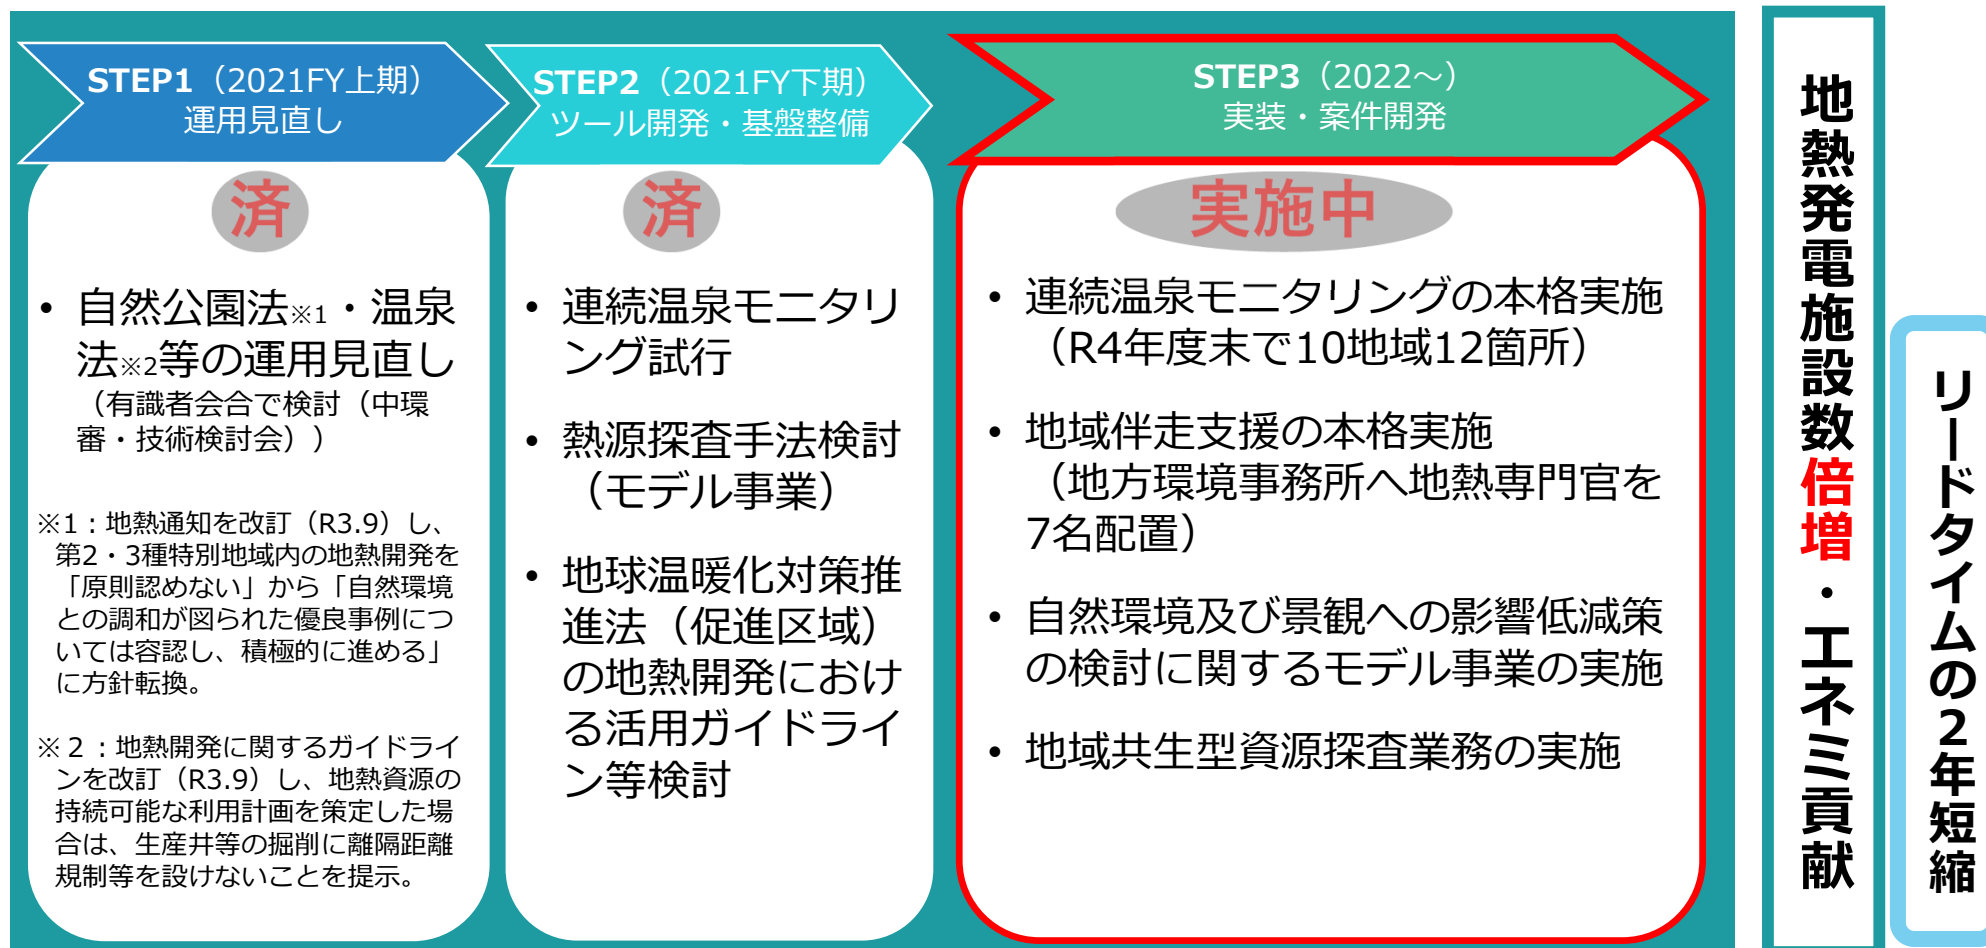 STEP1（2021FY上期）
運用見直し
済
• 自然公園法※1・温泉
法※2等の運用見直し
（有識者会合で検討（中環
審・技術検討会））
※1：地熱通知を改訂（R3.9）し、
第2・3種特別地域内の地熱開発を
「原則認めない」から「自然環境
との調和が図られた優良事例につ
いては容認し、積極的に進める」
に方針転換。
※２：地熱開発に関するガイドライ
ンを改訂（R3.9）し、地熱資源の
持続可能な利用計画を策定した場
合は、生産井等の掘削に離隔距離
規制等を設けないことを提示。
STEP2（2021FY下期）
ツール開発・基盤整備
済
• 連続温泉モニタリ
ング試行
• 熱源探査手法検討
（モデル事業）
• 地球温暖化対策推
進法（促進区域）
の地熱開発におけ
る活用ガイドライ
ン等検討
STEP3（2022～）
実装・案件開発
実施中
• 連続温泉モニタリングの本格実施
（R4年度末で10地域12箇所）
• 地域伴走支援の本格実施
（地方環境事務所へ地熱専門官を
7名配置）
• 自然環境及び景観への影響低減策
の検討に関するモデル事業の実施
• 地域共生型資源探査業務の実施
地熱発電施設数倍増・エネミ貢献
リードタイムの２年短縮